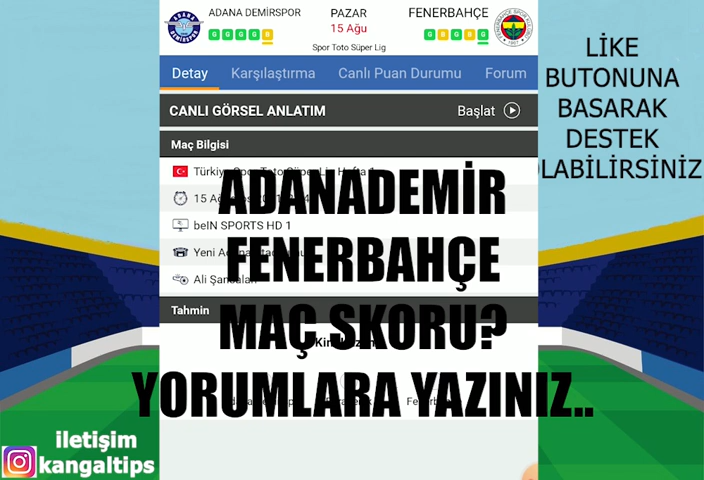 ADANA DEMİRSPOR
PAZAR
FENERBAHÇE
G G G G B
15 Ağu
G B G B G
Spor Toto Süper Lig
Detay
Karşılaştırma
Canlı Puan Durumu
Forum
CANLI GÖRSEL ANLATIM
Başlat
Maç Bilgisi
15
beIN SPORTS HD 1
Yeni
Ali Şansalan
Tahmin
LİKE
BUTONUNA
BASARAK
DESTEK
OLABİLİRSİNİZ
ADANADEMİR
FENERBAHÇE
MAÇ SKORU?
YORUMLARA YAZINIZ..
iletişim
kangaltips